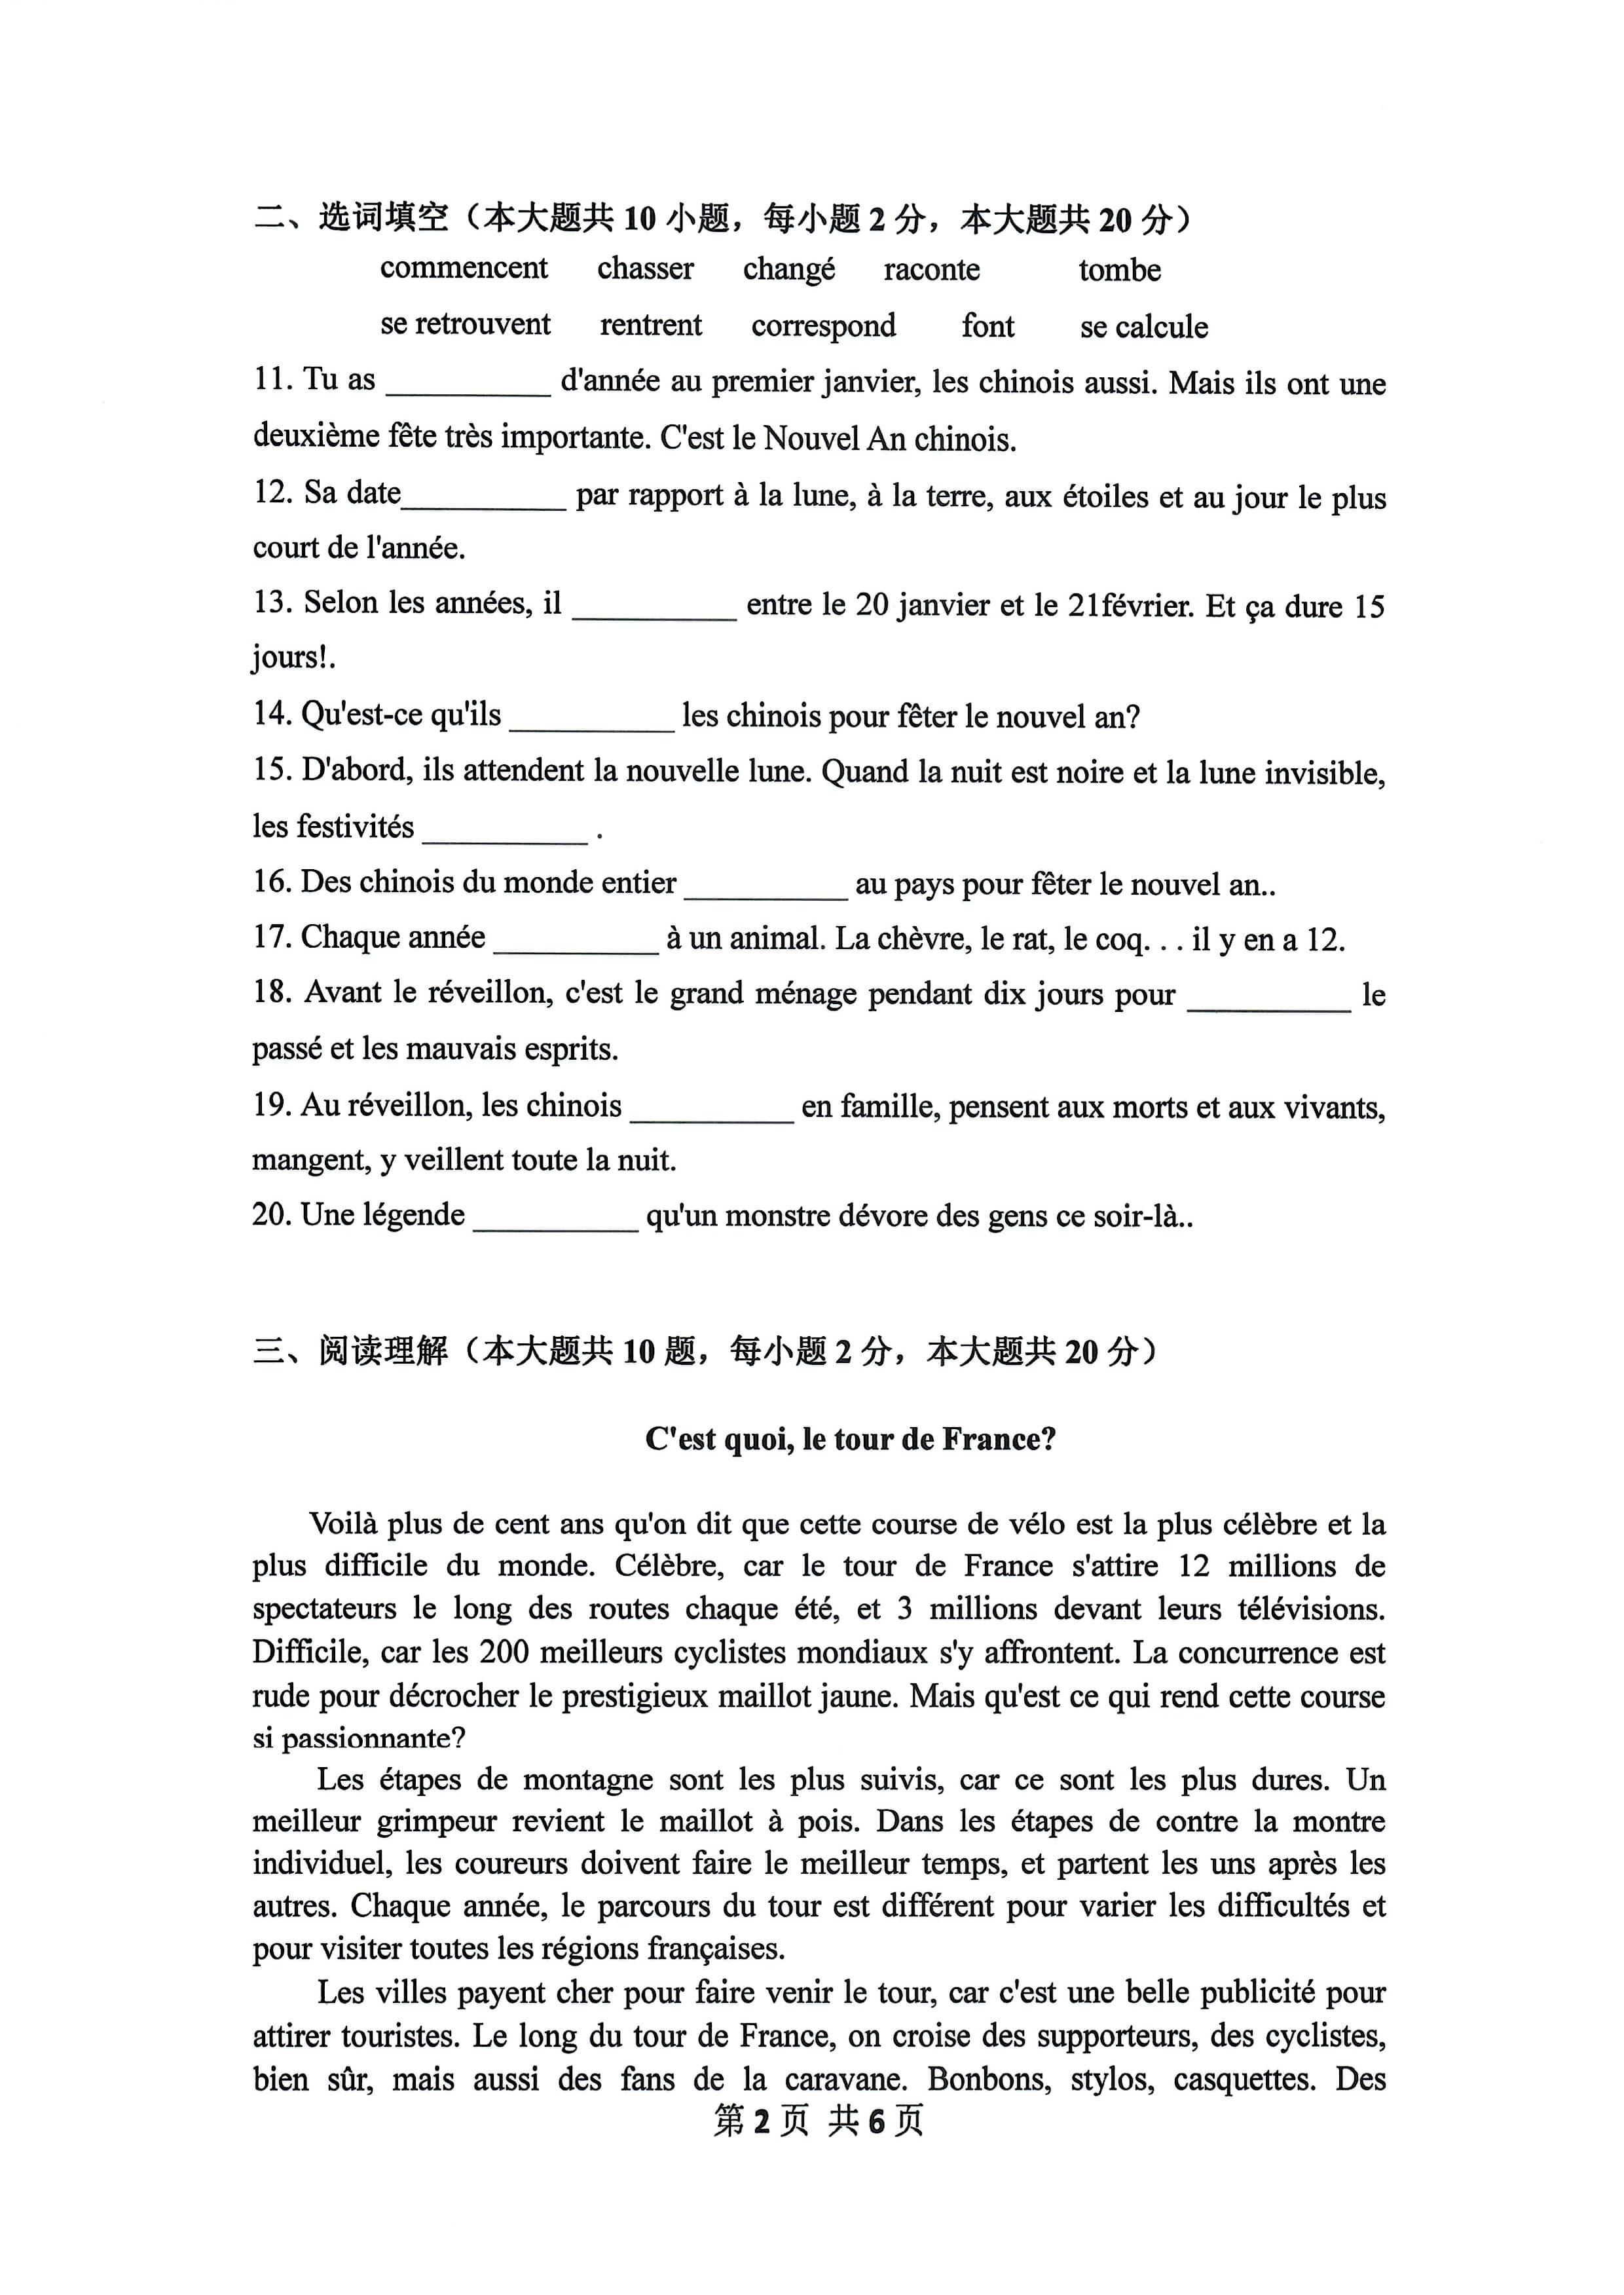 二、选词填空（本大题共 10 小题，每小题 2 分，本大题共 20 分）
commencent chasser changé raconte tombe
se retrouvent rentrent correspond font se calcule
11. Tu as __________ d'année au premier janvier, les chinois aussi. Mais ils ont une
deuxième fête très importante. C'est le Nouvel An chinois.
12. Sa date__________ par rapport à la lune, à la terre, aux étoiles et au jour le plus
court de l'année.
13. Selon les années, il __________ entre le 20 janvier et le 21février. Et ça dure 15
jours!.
14. Qu'est-ce qu'ils __________ les chinois pour fêter le nouvel an?
15. D'abord, ils attendent la nouvelle lune. Quand la nuit est noire et la lune invisible,
les festivités __________ .
16. Des chinois du monde entier __________ au pays pour fêter le nouvel an..
17. Chaque année __________ à un animal. La chèvre, le rat, le coq. . . il y en a 12.
18. Avant le réveillon, c'est le grand ménage pendant dix jours pour __________ le
passé et les mauvais esprits.
19. Au réveillon, les chinois __________ en famille, pensent aux morts et aux vivants,
mangent, y veillent toute la nuit.
20. Une légende __________ qu'un monstre dévore des gens ce soir-là..
三、阅读理解（本大题共 10 题，每小题 2 分，本大题共 20 分）
C'est quoi, le tour de France?
Voilà plus de cent ans qu'on dit que cette course de vélo est la plus célèbre et la
plus difficile du monde. Célèbre, car le tour de France s'attire 12 millions de
spectateurs le long des routes chaque été, et 3 millions devant leurs télévisions.
Difficile, car les 200 meilleurs cyclistes mondiaux s'y affrontent. La concurrence est
rude pour décrocher le prestigieux maillot jaune. Mais qu'est ce qui rend cette course
si passionnante?
Les étapes de montagne sont les plus suivis, car ce sont les plus dures. Un
meilleur grimpeur revient le maillot à pois. Dans les étapes de contre la montre
individuel, les coureurs doivent faire le meilleur temps, et partent les uns après les
autres. Chaque année, le parcours du tour est différent pour varier les difficultés et
pour visiter toutes les régions françaises.
Les villes payent cher pour faire venir le tour, car c'est une belle publicité pour
attirer touristes. Le long du tour de France, on croise des supporteurs, des cyclistes,
bien sûr, mais aussi des fans de la caravane. Bonbons, stylos, casquettes. Des
第 2 页 共 6 页